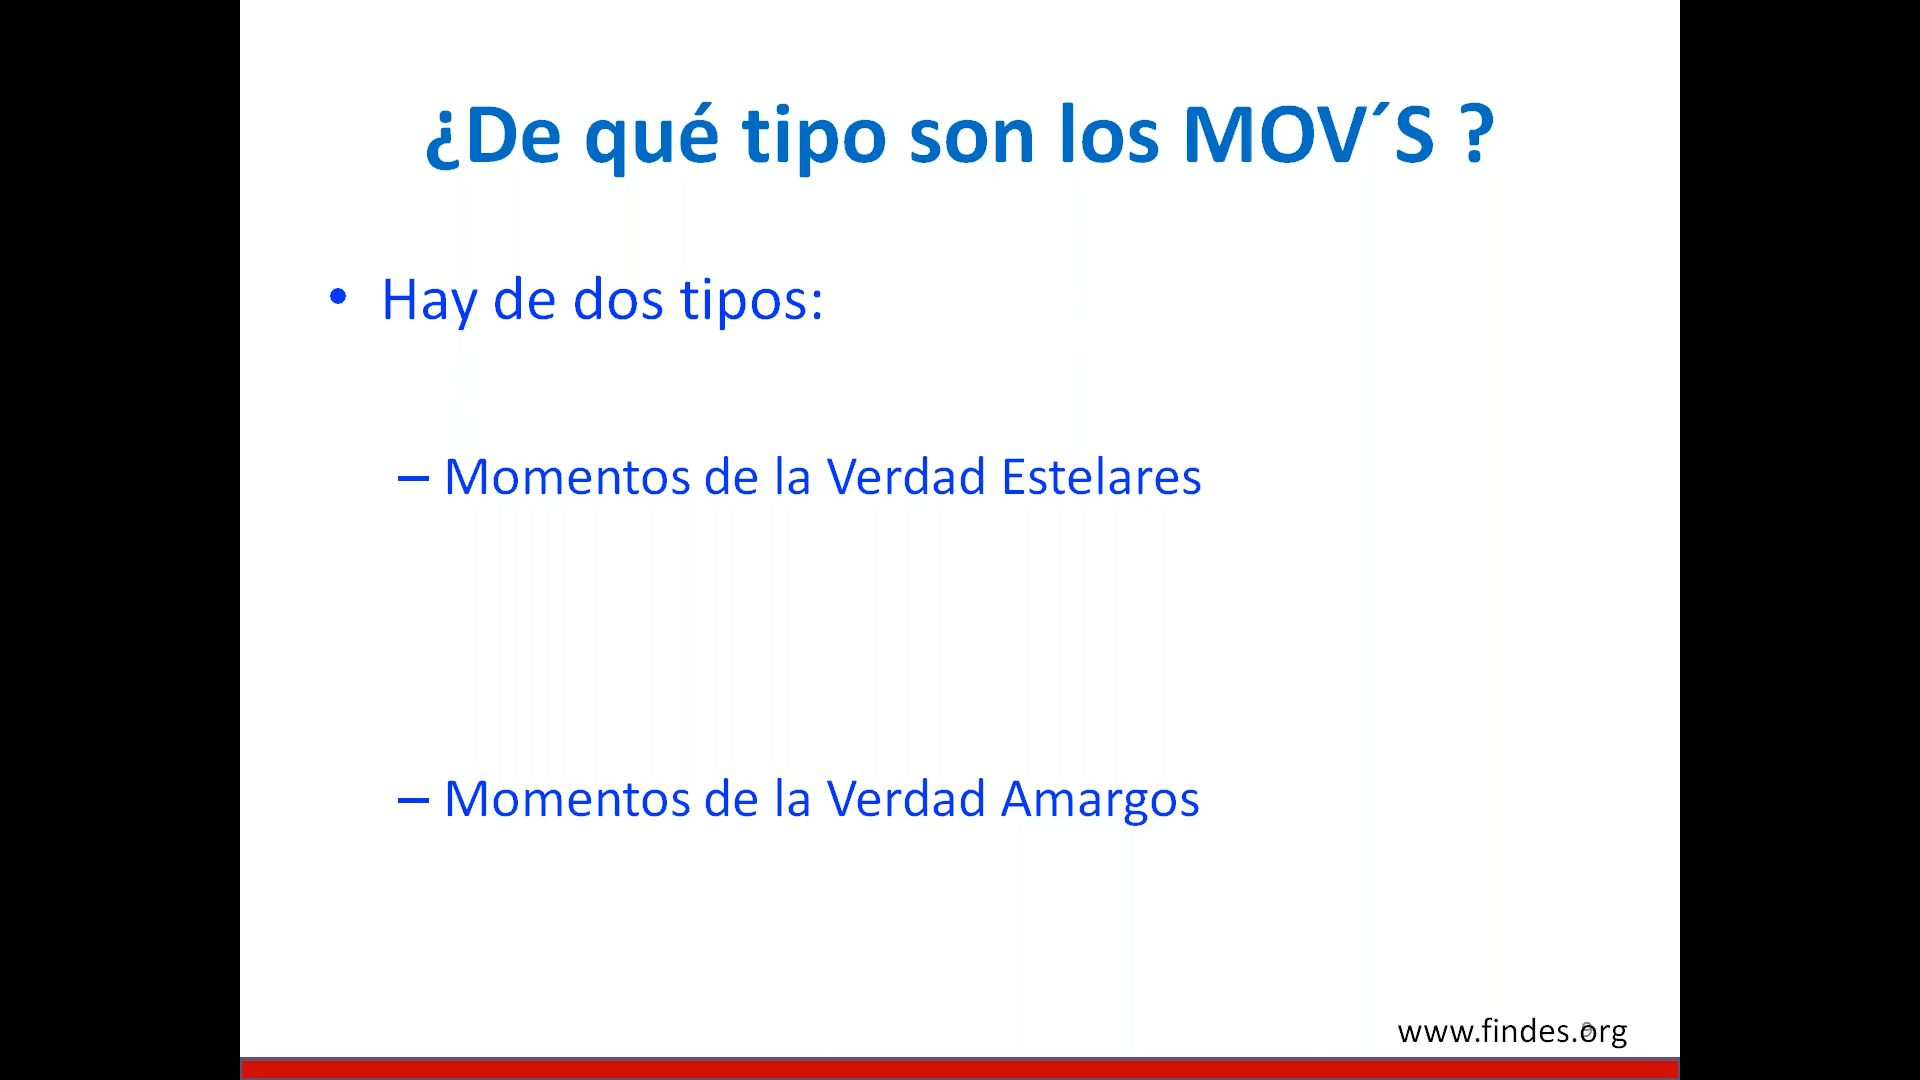 ¿De qué tipo son los MOV´S ?
• Hay de dos tipos:
– Momentos de la Verdad Estelares
– Momentos de la Verdad Amargos
www.findes.org
9